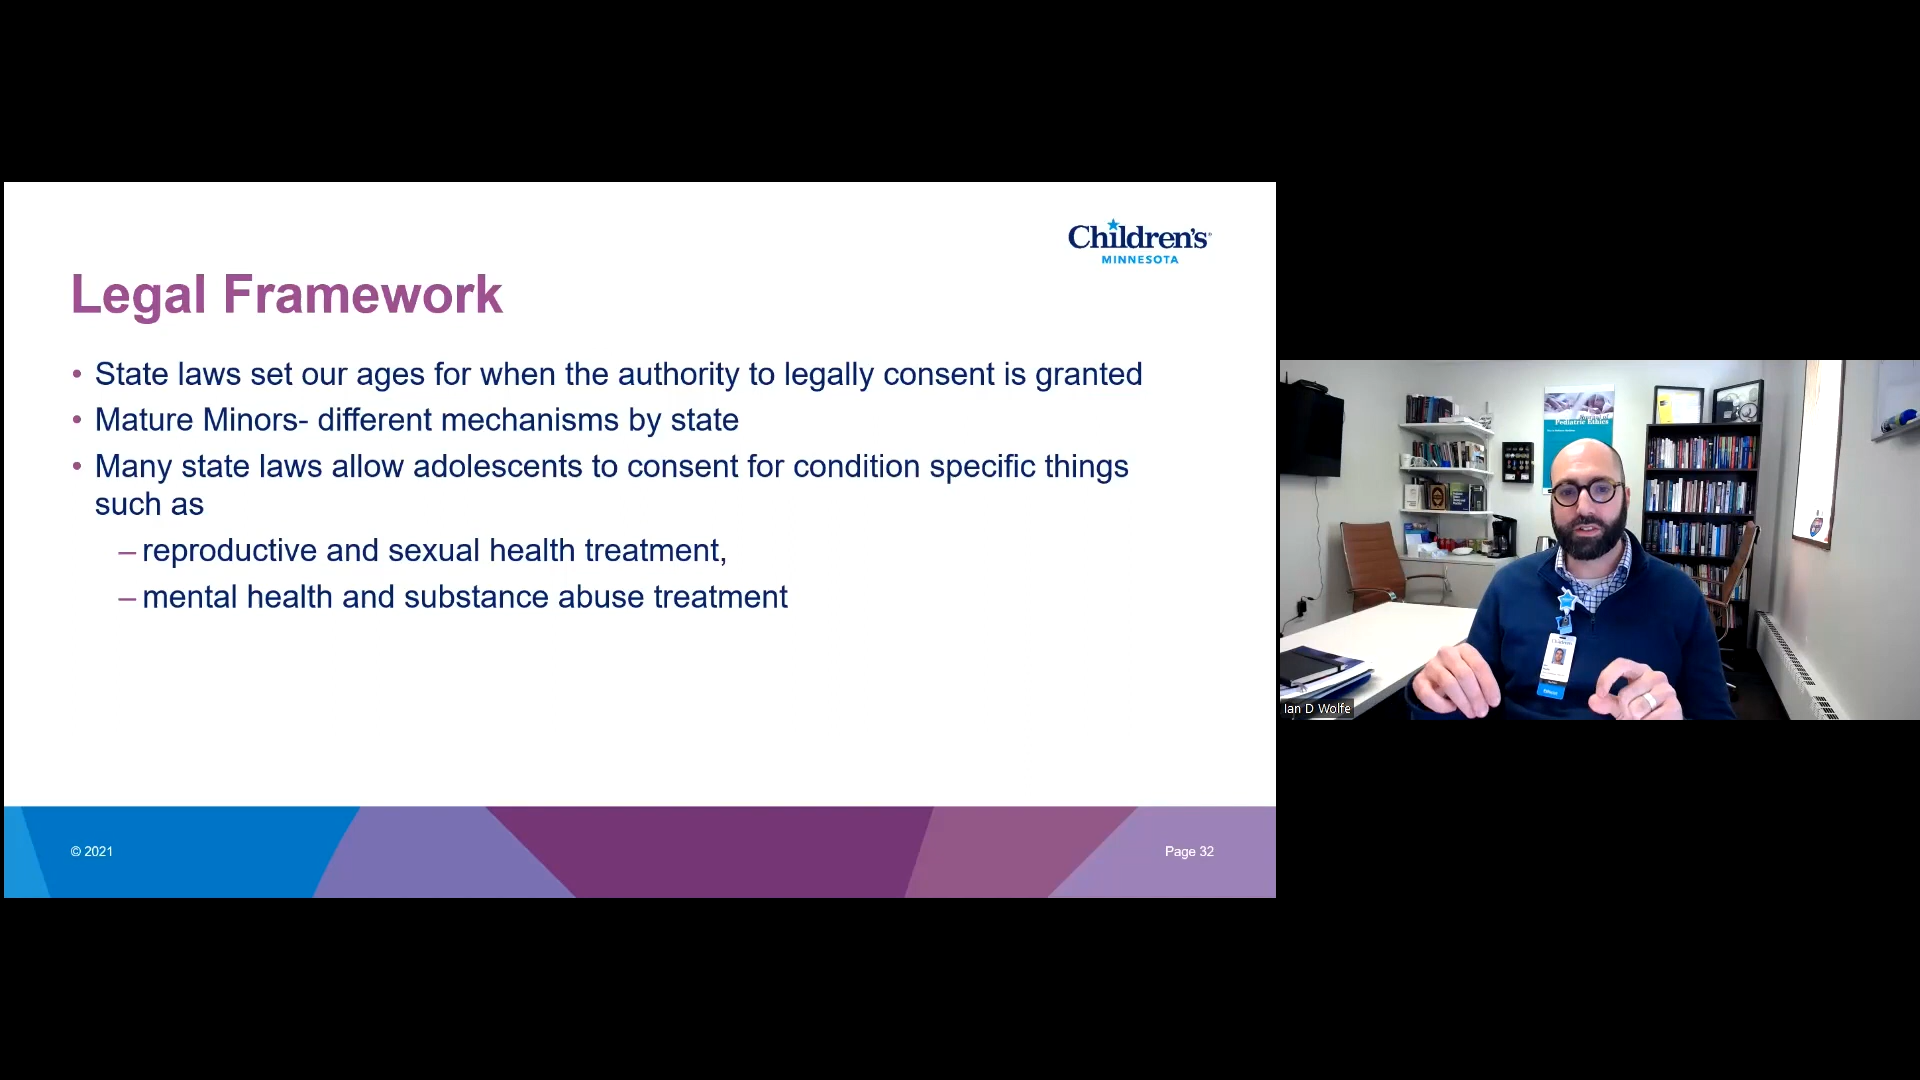 Children's
MINNESOTA
Legal Framework
• State laws set our ages for when the authority to legally consent is granted
• Mature Minors- different mechanisms by state
• Many state laws allow adolescents to consent for condition specific things
such as
– reproductive and sexual health treatment,
– mental health and substance abuse treatment
© 2021
Page 32
Pediatric Ethics
Ian D Wolfe